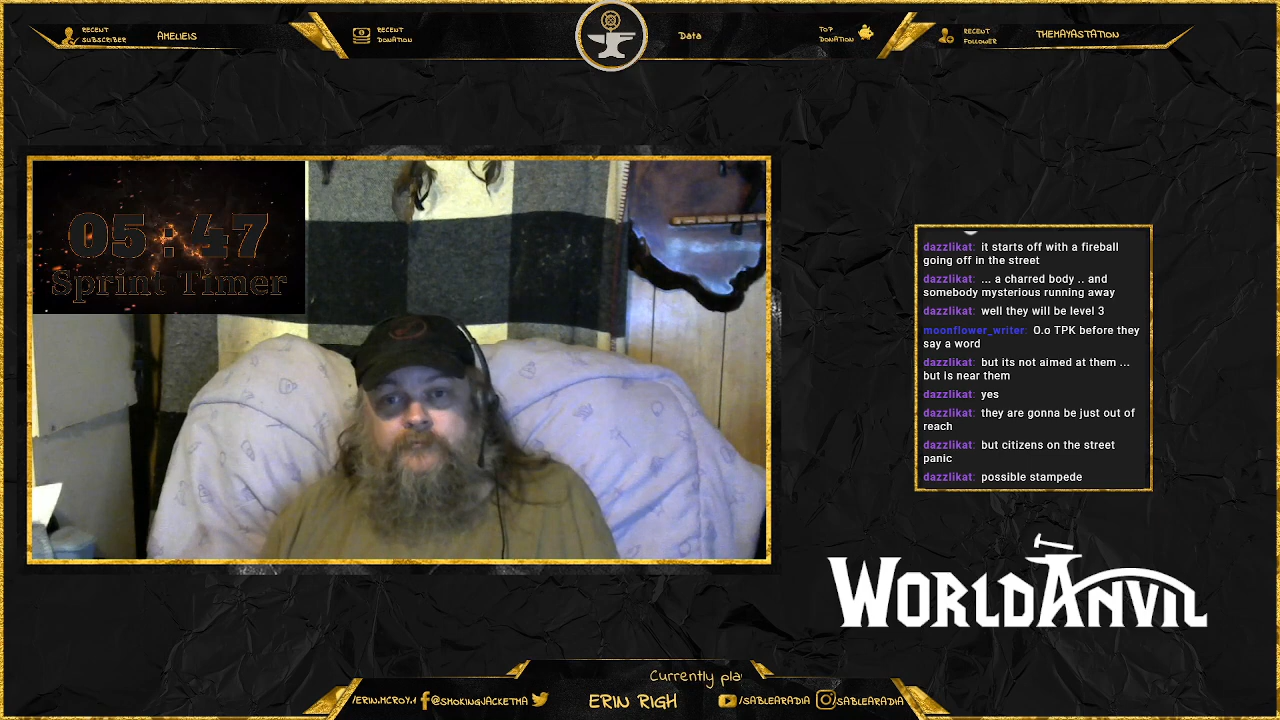 RECENT
SUBSCRIBER
AMELIEIS
RECENT
DONATION
Data
TOP
DONATION
RECENT
FOLLOWER
THEMAYASTATION
05:47
Sprint Timer
dazzlikat: it starts off with a fireball
going off in the street
dazzlikat: ... a charred body .. and
somebody mysterious running away
dazzlikat: well they will be level 3
moonflower_writer: O.o TPK before they
say a word
dazzlikat: but its not aimed at them ...
but is near them
dazzlikat: yes
dazzlikat: they are gonna be just out of
reach
dazzlikat: but citizens on the street
panic
dazzlikat: possible stampede
WORLDANVIL
Currently pla
/ERIN.MCROY.1
@SMOKINGJACKETMA
ERIN RIGH
/SABLEARADIA
/SABLEARADIA